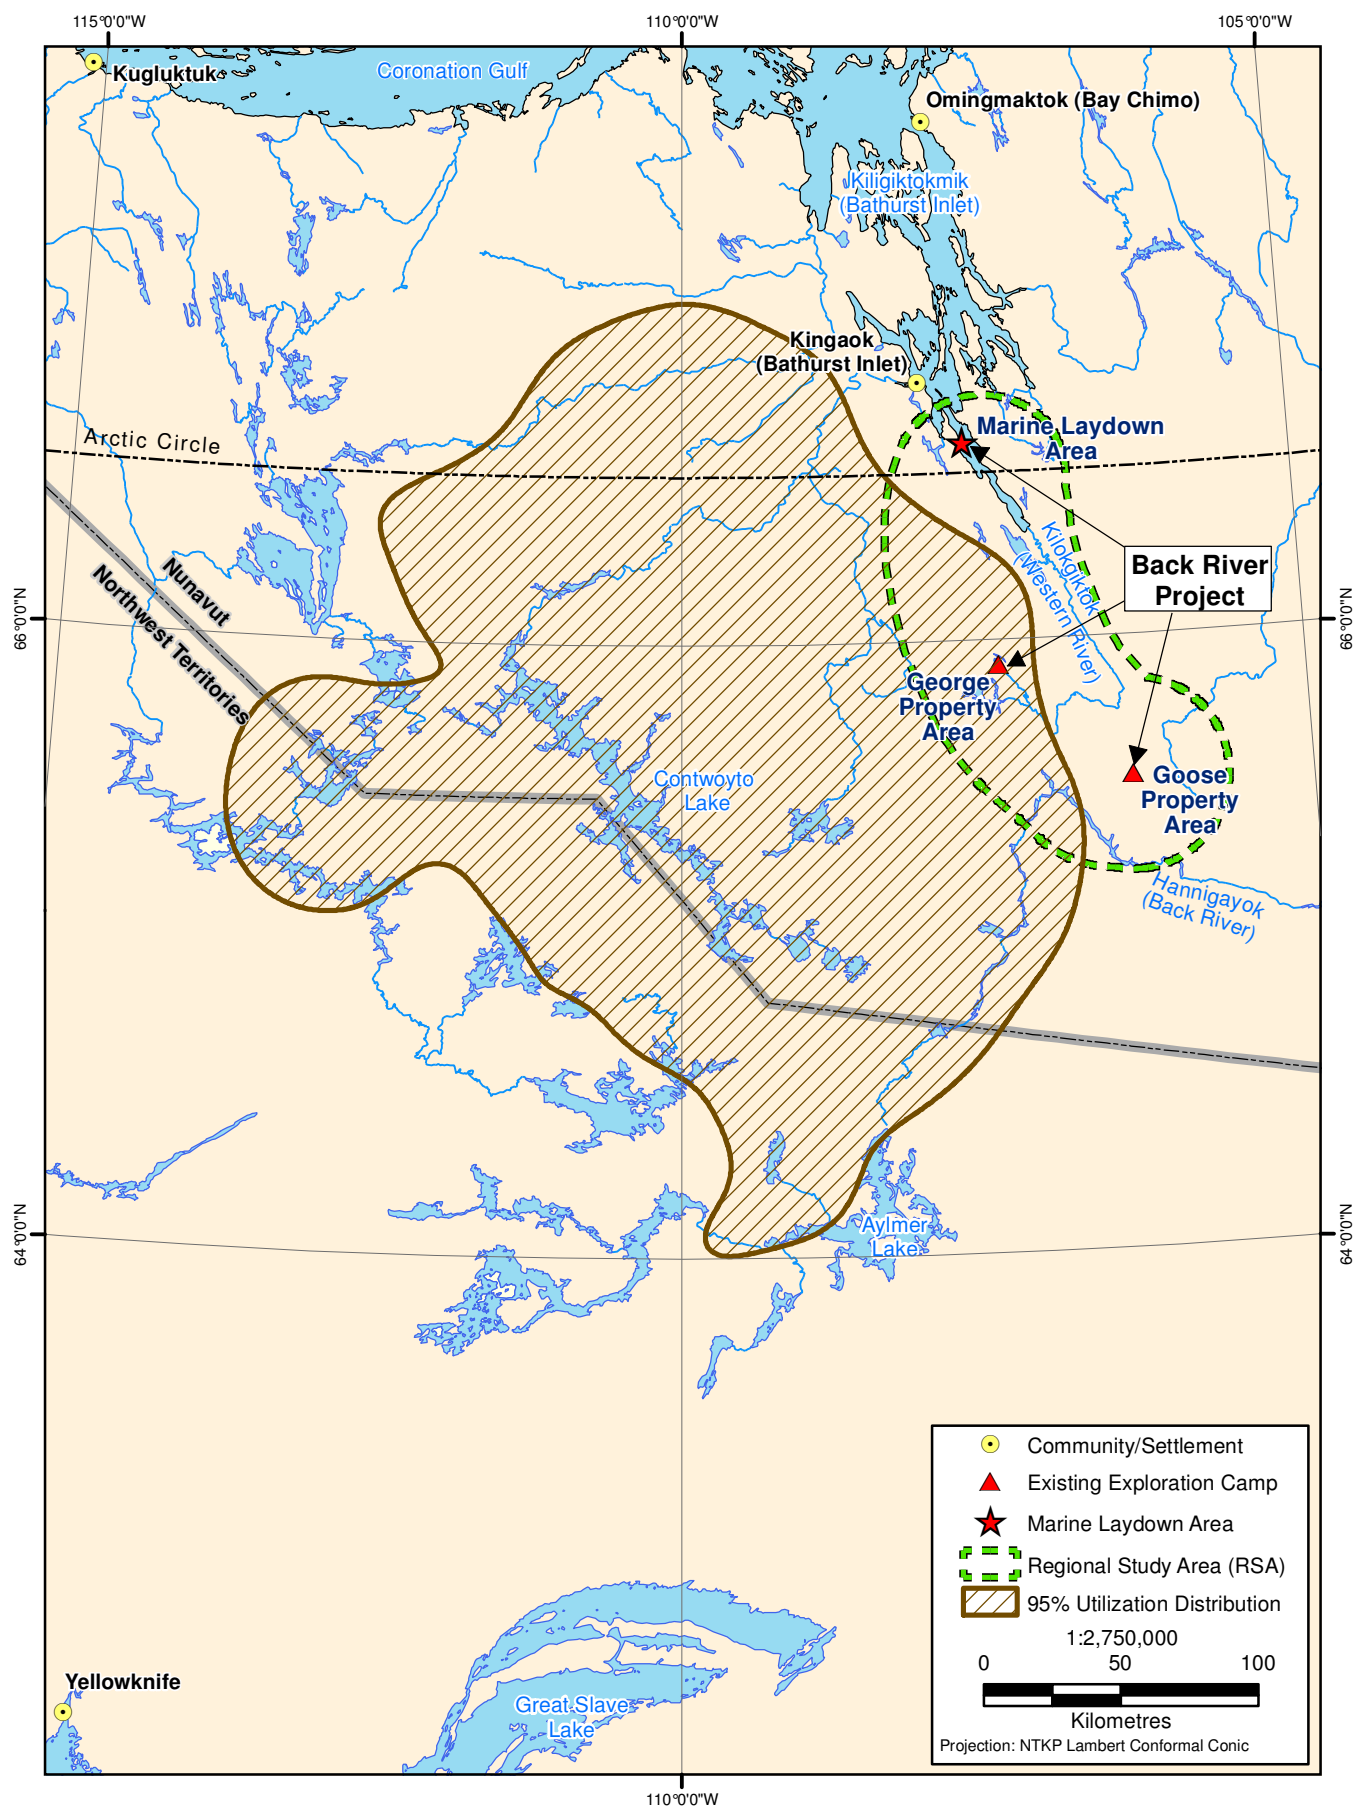 115°0'0"W
110°0'0"W
105°0'0"W
Kugluktuk
Coronation Gulf
Omingmaktok (Bay Chimo)
Kiligiktokmik
(Bathurst Inlet)
Kingaok
(Bathurst Inlet)
Marine Laydown
Area
Arctic Circle
Nunavut
Northwest Territories
Kilokgiktok
(Western River)
Back River
Project
66°0'0"N
66°0'0"N
George
Property
Area
Goose
Property
Area
Contwoyto
Lake
Hannigayok
(Back River)
Aylmer
Lake
64°0'0"N
64°0'0"N
Community/Settlement
Existing Exploration Camp
Marine Laydown Area
Regional Study Area (RSA)
95% Utilization Distribution
1:2,750,000
0 50 100
Kilometres
Projection: NTKP Lambert Conformal Conic
Yellowknife
Great Slave
Lake
110°0'0"W